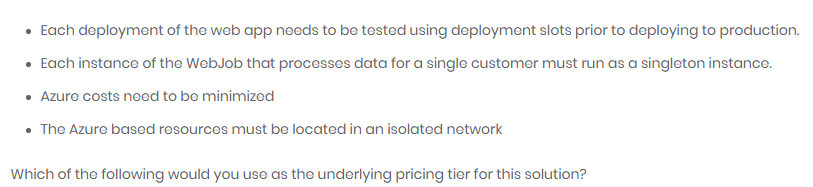 Each deployment of the web app needs to be tested using deployment slots prior to deploying to production.
Each instance of the WebJob that processes data for a single customer must run as a singleton instance.
Azure costs need to be minimized
The Azure based resources must be located in an isolated network
Which of the following would you use as the underlying pricing tier for this solution?